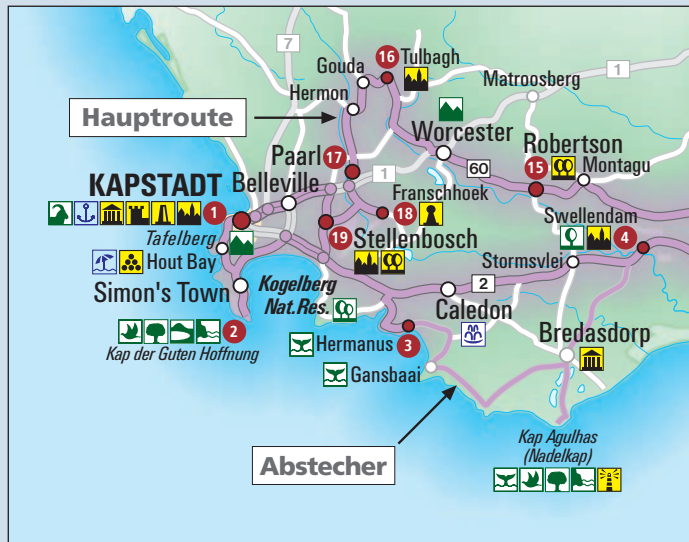 7
16
Tulbagh
Gouda
Hermon
Matroosberg
1
Hauptroute
Worcester
Paarl
17
1
60
Robertson
15
Montagu
KAPSTADT
1
Belleville
Franschhoek
18
Swellendam
4
Tafelberg
19
Stellenbosch
Hout Bay
Stormsvlei
Simon's Town
Kogelberg
Nat.Res.
2
Caledon
2
Kap der Guten Hoffnung
Hermanus
3
Bredasdorp
Gansbaai
Abstecher
Kap Agulhas
(Nadelkap)